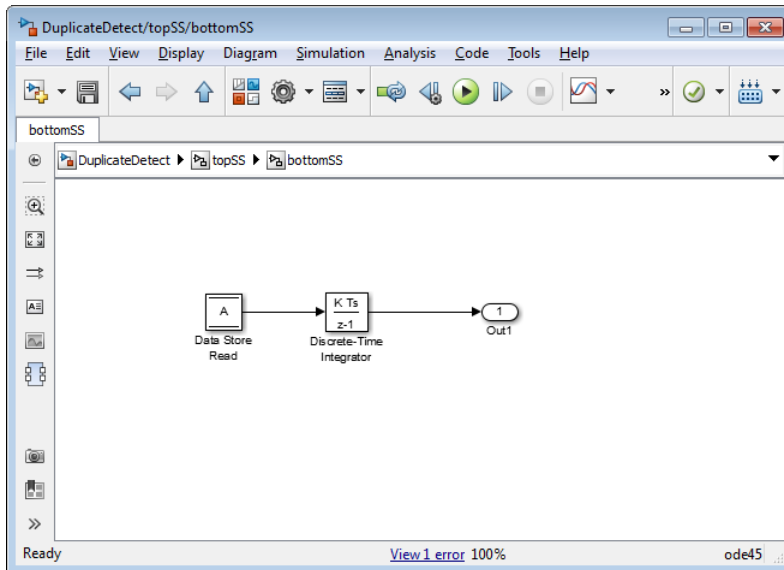 DuplicateDetect/topSS/bottomSS
File Edit View Display Diagram Simulation Analysis Code Tools Help
»
bottomSS
DuplicateDetect topSS bottomSS
A
K Ts
z-1
1
Data Store
Read
Discrete-Time
Integrator
Out1
Ready View 1 error 100% ode45